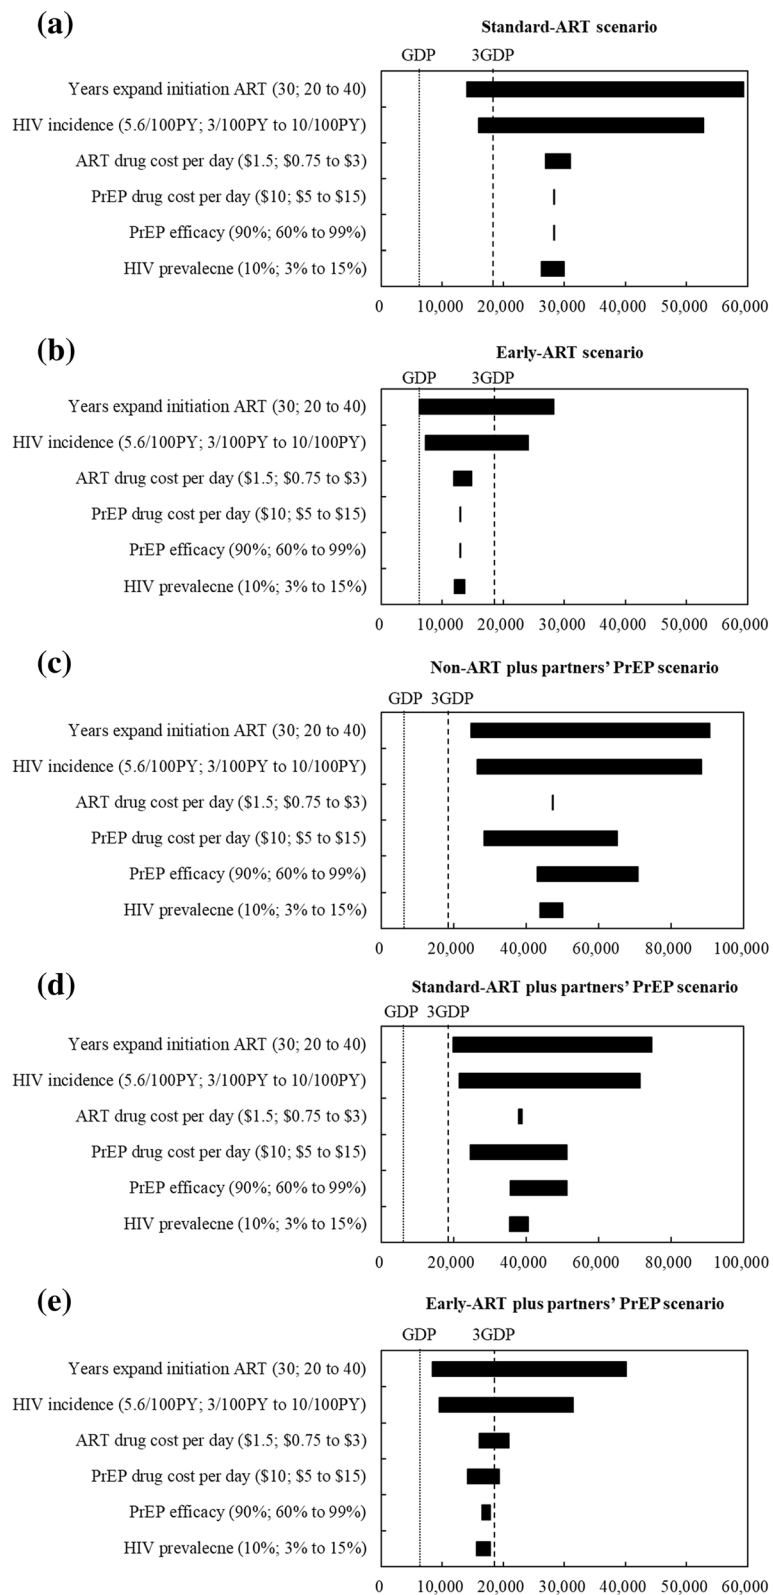 (a)
Standard-ART scenario
GDP 3GDP
Years expand initiation ART (30; 20 to 40)
HIV incidence (5.6/100PY; 3/100PY to 10/100PY)
ART drug cost per day ($1.5; $0.75 to $3)
PrEP drug cost per day ($10; $5 to $15)
PrEP efficacy (90%; 60% to 99%)
HIV prevalecne (10%; 3% to 15%)
0 10,000 20,000 30,000 40,000 50,000 60,000
(b)
Early-ART scenario
GDP 3GDP
Years expand initiation ART (30; 20 to 40)
HIV incidence (5.6/100PY; 3/100PY to 10/100PY)
ART drug cost per day ($1.5; $0.75 to $3)
PrEP drug cost per day ($10; $5 to $15)
PrEP efficacy (90%; 60% to 99%)
HIV prevalecne (10%; 3% to 15%)
0 10,000 20,000 30,000 40,000 50,000 60,000
(c)
Non-ART plus partners’ PrEP scenario
GDP 3GDP
Years expand initiation ART (30; 20 to 40)
HIV incidence (5.6/100PY; 3/100PY to 10/100PY)
ART drug cost per day ($1.5; $0.75 to $3)
PrEP drug cost per day ($10; $5 to $15)
PrEP efficacy (90%; 60% to 99%)
HIV prevalecne (10%; 3% to 15%)
0 20,000 40,000 60,000 80,000 100,000
(d)
Standard-ART plus partners’ PrEP scenario
GDP 3GDP
Years expand initiation ART (30; 20 to 40)
HIV incidence (5.6/100PY; 3/100PY to 10/100PY)
ART drug cost per day ($1.5; $0.75 to $3)
PrEP drug cost per day ($10; $5 to $15)
PrEP efficacy (90%; 60% to 99%)
HIV prevalecne (10%; 3% to 15%)
0 20,000 40,000 60,000 80,000 100,000
(e)
Early-ART plus partners’ PrEP scenario
GDP 3GDP
Years expand initiation ART (30; 20 to 40)
HIV incidence (5.6/100PY; 3/100PY to 10/100PY)
ART drug cost per day ($1.5; $0.75 to $3)
PrEP drug cost per day ($10; $5 to $15)
PrEP efficacy (90%; 60% to 99%)
HIV prevalecne (10%; 3% to 15%)
0 10,000 20,000 30,000 40,000 50,000 60,000